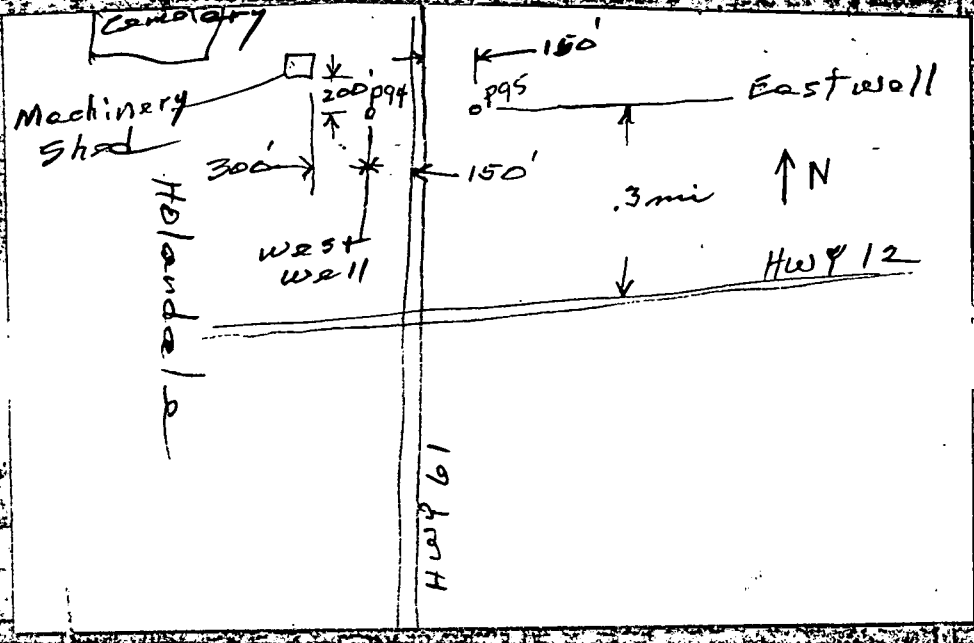 Cemetery
150'
P95
East well
Machinery
Shed
200'
P94
300'
150'
.3 mi
N
west
well
Hwy 12
Holandale
Hwy 61